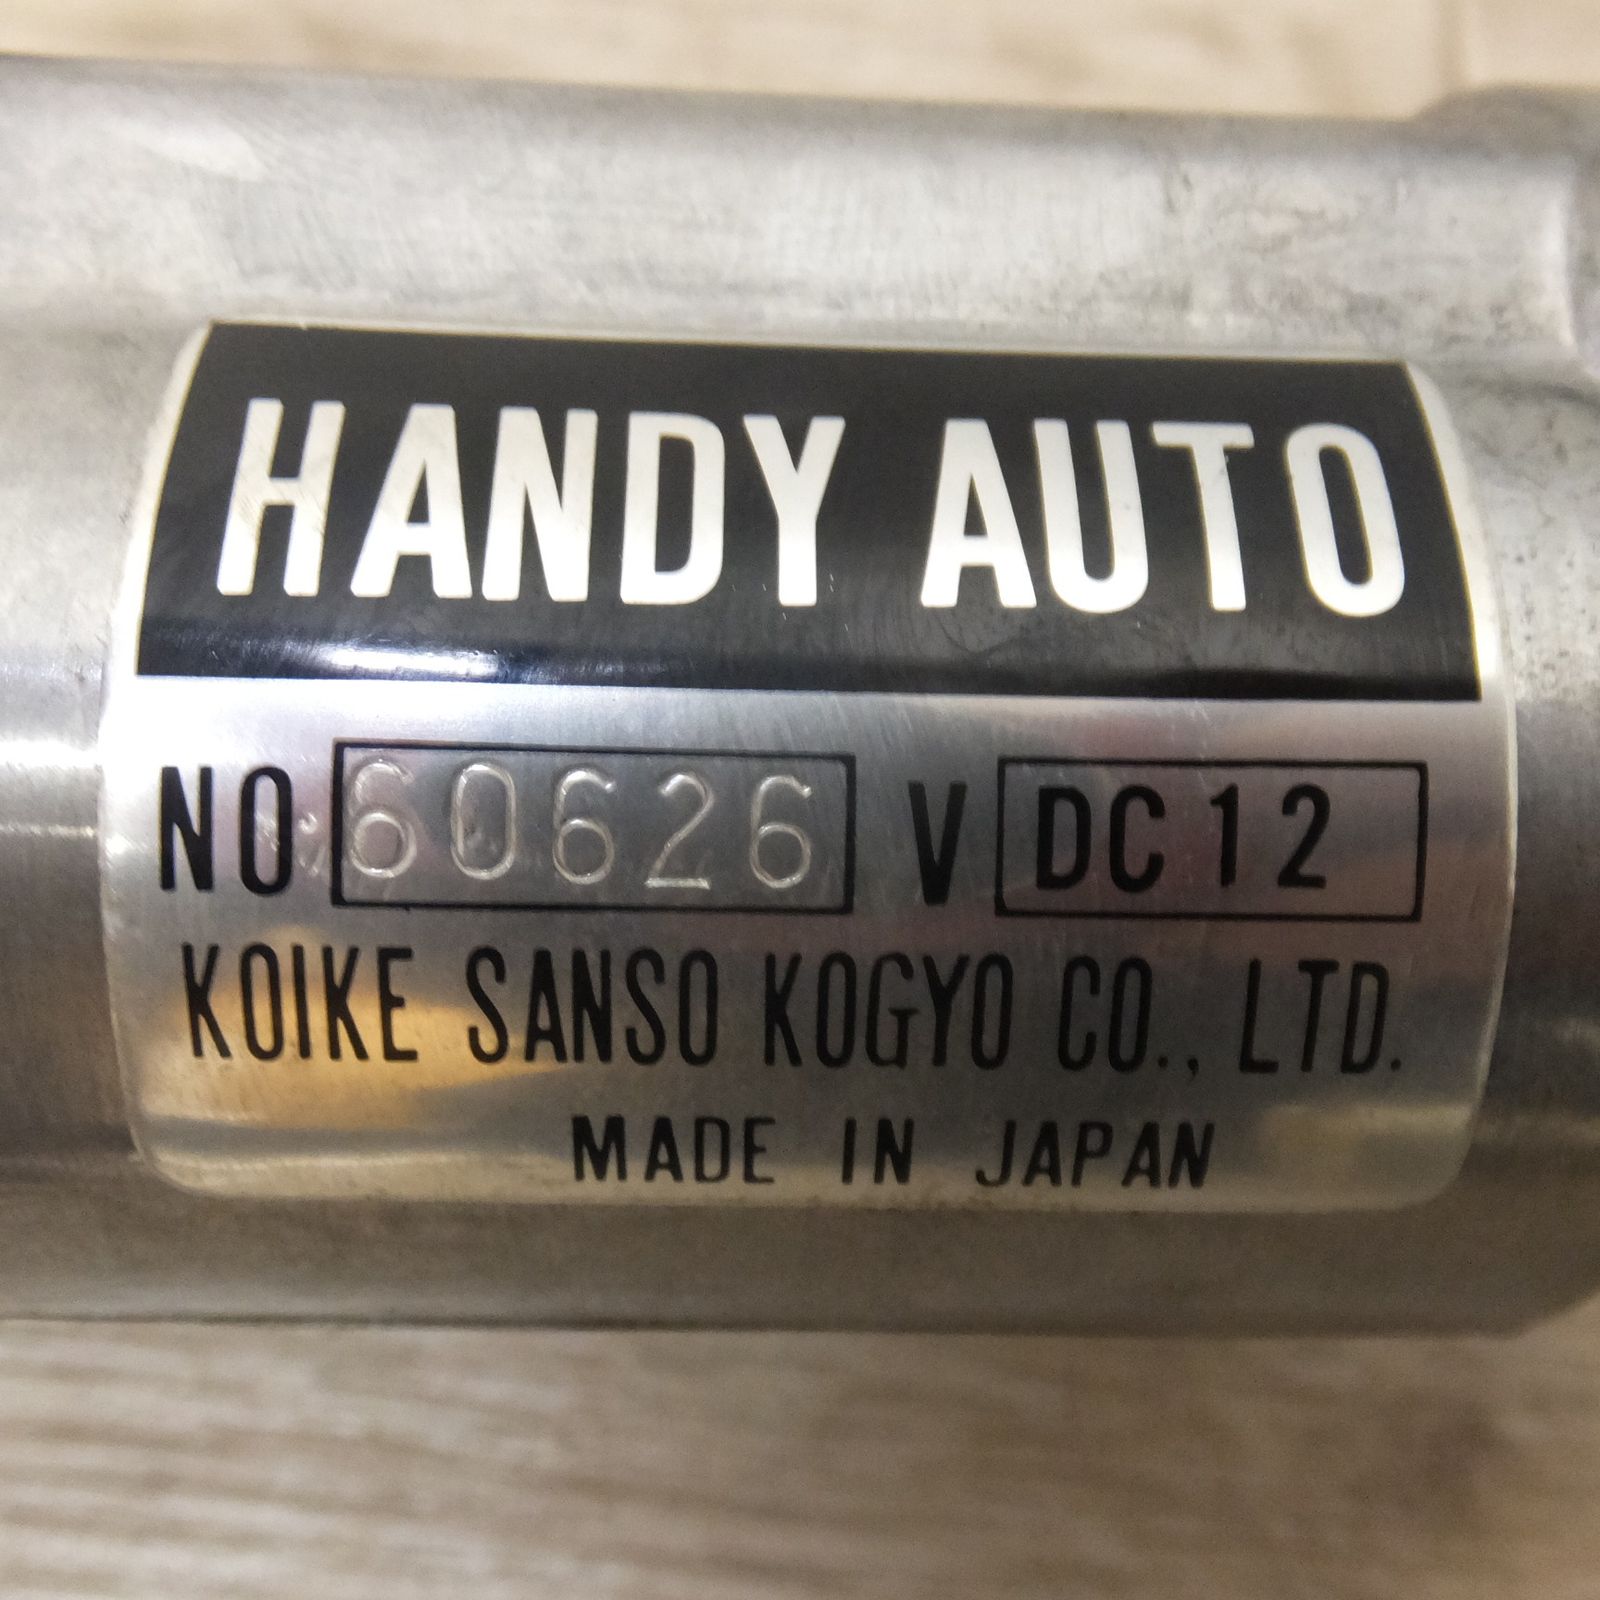 HANDY AUTO
NO 60626 V DC12
KOIKE SANSO KOGYO CO., LTD.
MADE IN JAPAN